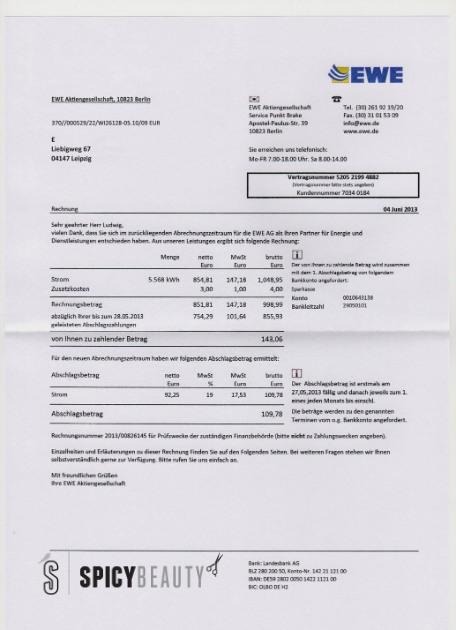 EWE
EWE Aktiengesellschaft, 10823 Berlin
370//000529/22/WI26128-05.10/09 EUR
E
Liebigweg 67
04147 Leipzig
EWE Aktiengesellschaft
Service Punkt Brake
Apostel-Paulus-Str. 39
10823 Berlin
Tel. (30) 261 92 19/20
Fax. (30) 31 01 53 09
info@ewe.de
www.ewe.de
Sie erreichen uns telefonisch:
Mo-FR 7.00-18.00 Uhr. Sa 8.00-14.00
Vertragsnummer 5205 2199 4882
(Vertragsnummer bitte stets angeben)
Kundennummer 7034 0184
Rechnung 04 Juni 2013
Sehr geehrter Herr Ludwig,
vielen Dank, dass Sie sich im zurückliegenden Abrechnungszeitraum für die EWE AG als Ihren Partner für Energie und
Dienstleistungen entschieden haben. Aux unseren Leistungen ergibt sich folgende Rechnung:
Menge netto MwSt brutto
Euro Euro Euro
Strom 5.568 kWh 854,81 147,18 1,048,95
Zusatzkosten 3,00 1,00 4,00
Rechnungsbetrag 851,81 147,18 998,99
abzüglich Ihrer bis zum 28.05.2013 754,29 101,64 855,93
geleisteten Abschlagszahlungen
von Ihnen zu zahlender Betrag 143,06
i
Der von Ihnen zu zahlende Betrag wird zusammen
mit dem 1. Abschlagsbetrag von folgendem
Bankkonto angefordert:
Sparkasse
Konto 0010643138
Bankleitzahl 29050101
Für den neuen Abrechnungszeitraum haben wir folgenden Abschlagsbetrag ermittelt:
Abschlagsbetrag netto MwSt MwSt brutto
Euro % Euro Euro
Strom 92,25 19 17,53 109,78
Abschlagsbetrag 109,78
i
Der Abschlagsbetrag ist erstmals am
27,05,2013 fällig und danach jeweils zum 1.
eines jeden Monats bis einschl.
Die beträge werden zu den genannten
Terminen vom o.g. Bankkonto angefordert.
Rechnungsnummer 2013/00826145 für Prüfzwecke der zuständigen Finanzbehörde (bitte nicht zu Zahlungszwecken angeben).
Einzelheiten und Erläuterungen zu dieser Rechnung Finden Sie auf den Folgenden Seiten. Bei weiteren Fragen stehen wir Ihnen
selbstverständlich gerne zur Verfügung. Bitte rufen Sie uns einfach an.
Mit freundlichen Grüßen
Ihre EWE Aktiengesellschaft
S SPICYBEAUTY
Bank: Landesbank AG
BLZ 280 200 50, Konto-Nr. 142 21 121 00
IBAN: DE59 2802 0050 1422 1121 00
BIC: OLBO DE H2